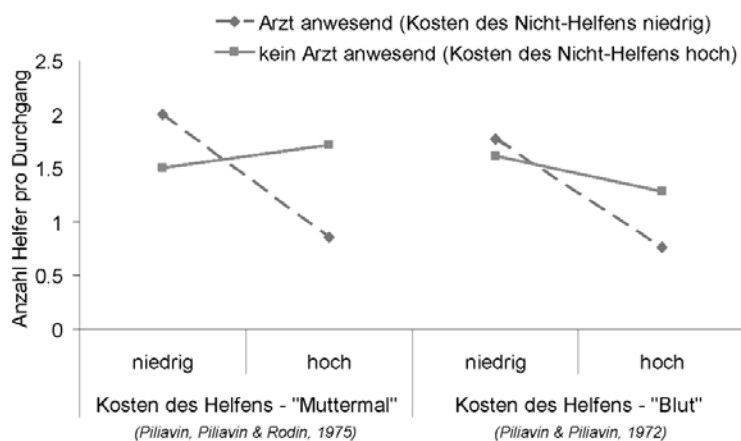 Arzt anwesend (Kosten des Nicht-Helfens niedrig)
kein Arzt anwesend (Kosten des Nicht-Helfens hoch)
Anzahl Helfer pro Durchgang
2.5
2
1.5
1
0.5
0
niedrig hoch niedrig hoch
Kosten des Helfens - "Muttermal" Kosten des Helfens - "Blut"
(Piliavin, Piliavin & Rodin, 1975) (Piliavin & Piliavin, 1972)